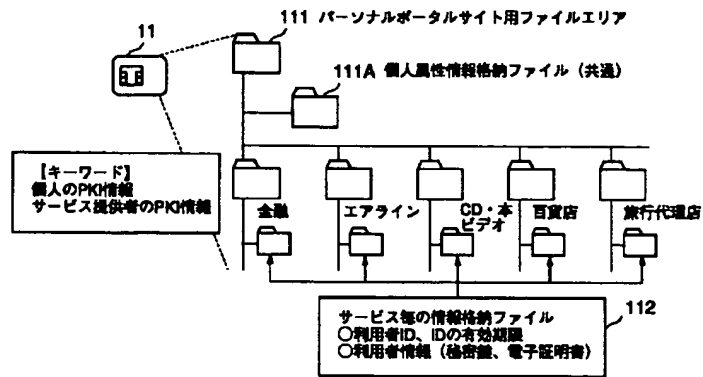 11
111 パーソナルポータルサイト用ファイルエリア
111A 個人属性情報格納ファイル（共通）
【キーワード】
個人のPKI情報
サービス提供者のPKI情報
金融
エアライン
CD・本
ビデオ
百貨店
旅行代理店
112
サービス毎の情報格納ファイル
○利用者ID、IDの有効期限
○利用者情報（秘密鍵、電子証明書）